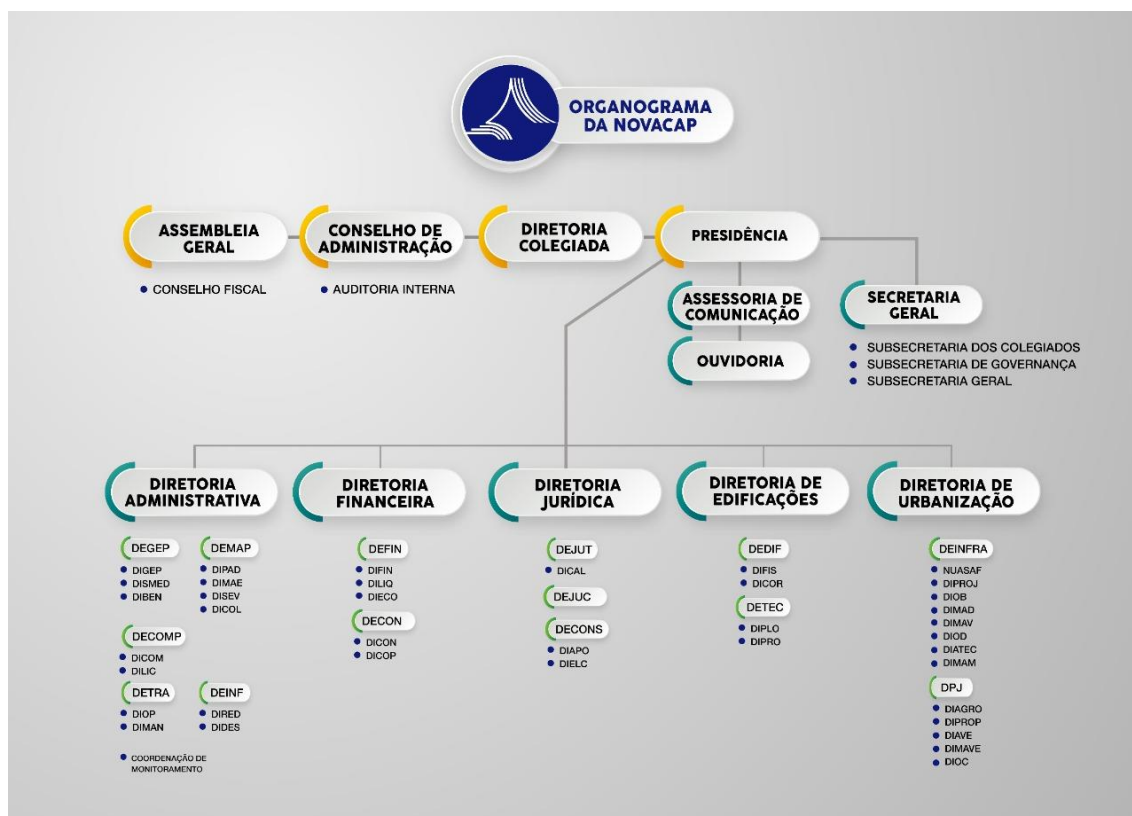 ORGANOGRAMA
DA NOVACAP
ASSEMBLEIA
GERAL
CONSELHO FISCAL
CONSELHO DE
ADMINISTRAÇÃO
AUDITORIA INTERNA
DIRETORIA
COLEGIADA
PRESIDÊNCIA
ASSESSORIA DE
COMUNICAÇÃO
OUVIDORIA
SECRETARIA
GERAL
SUBSECRETARIA DOS COLEGIADOS
SUBSECRETARIA DE GOVERNANÇA
SUBSECRETARIA GERAL
DIRETORIA
ADMINISTRATIVA
DEGEP
DIGEP
DISMED
DIBEN
DEMAP
DIPAD
DIMAE
DISEV
DICOL
DECOMP
DICOM
DILIC
DETRA
DIOP
DIMAN
DEINF
DIRED
DIDES
COORDENAÇÃO DE
MONITORAMENTO
DIRETORIA
FINANCEIRA
DEFIN
DIFIN
DILIQ
DIECO
DECON
DICON
DICOP
DIRETORIA
JURÍDICA
DEJUT
DICAL
DEJUC
DECONS
DIAPO
DIELC
DIRETORIA DE
EDIFICAÇÕES
DEDIF
DIFIS
DICOR
DETEC
DIPLO
DIPRO
DIRETORIA DE
URBANIZAÇÃO
DEINFRA
NUASAF
DIPROJ
DIOB
DIMAD
DIMAV
DIOD
DIATEC
DIMAM
DPJ
DIAGRO
DIPROP
DIAVE
DIMAVE
DIOC